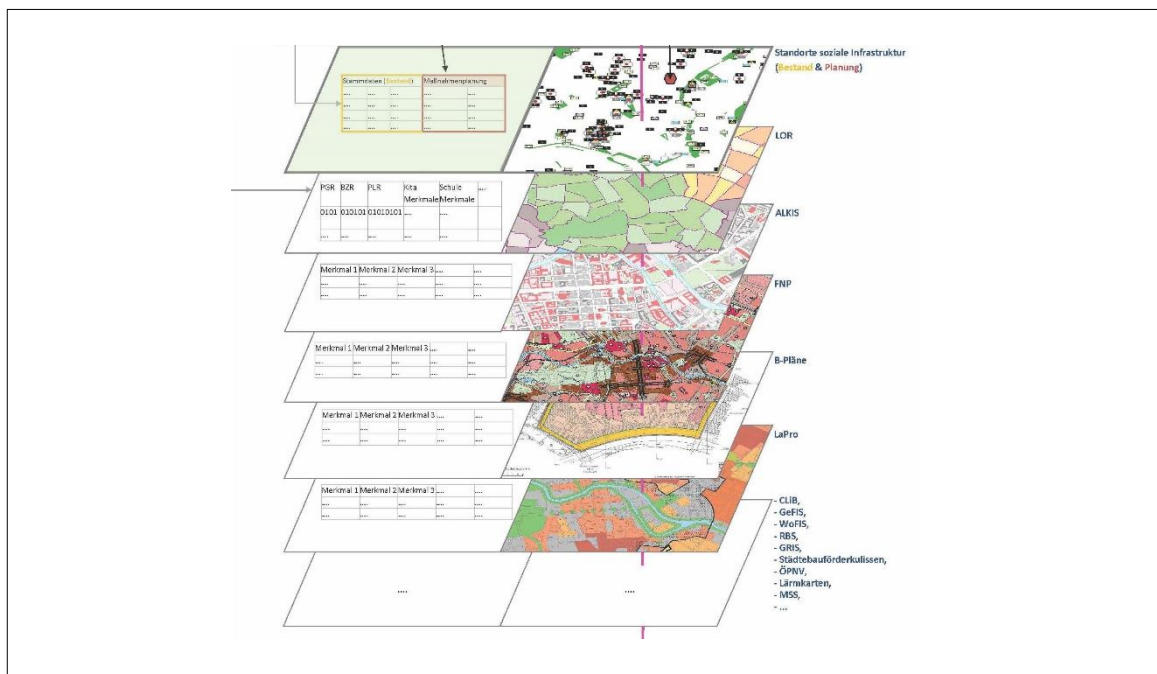 Standorte soziale Infrastruktur
(Bestand & Planung)
Stammdaten (Bestand) Maßnahmenplanung
.... .... .... .... ....
.... .... .... .... ....
.... .... .... .... ....
.... .... .... .... ....
LOR
PGR BZR PLR Kita Merkmale Schule Merkmale ....
0101 010101 01010101 .... ....
.... .... .... .... ....
ALKIS
Merkmal 1 Merkmal 2 Merkmal 3 .... ....
.... .... .... .... ....
.... .... .... .... ....
FNP
Merkmal 1 Merkmal 2 Merkmal 3 .... ....
.... .... .... .... ....
.... .... .... .... ....
B-Pläne
Merkmal 1 Merkmal 2 Merkmal 3 .... ....
.... .... .... .... ....
.... .... .... .... ....
LaPro
Merkmal 1 Merkmal 2 Merkmal 3 .... ....
.... .... .... .... ....
.... .... .... .... ....
- CLiB,
- GeFIS,
- WoFIS,
- RBS,
- GRIS,
- Städtebauförderkulissen,
- ÖPNV,
- Lärmkarten,
- MSS,
- ...
.... ....